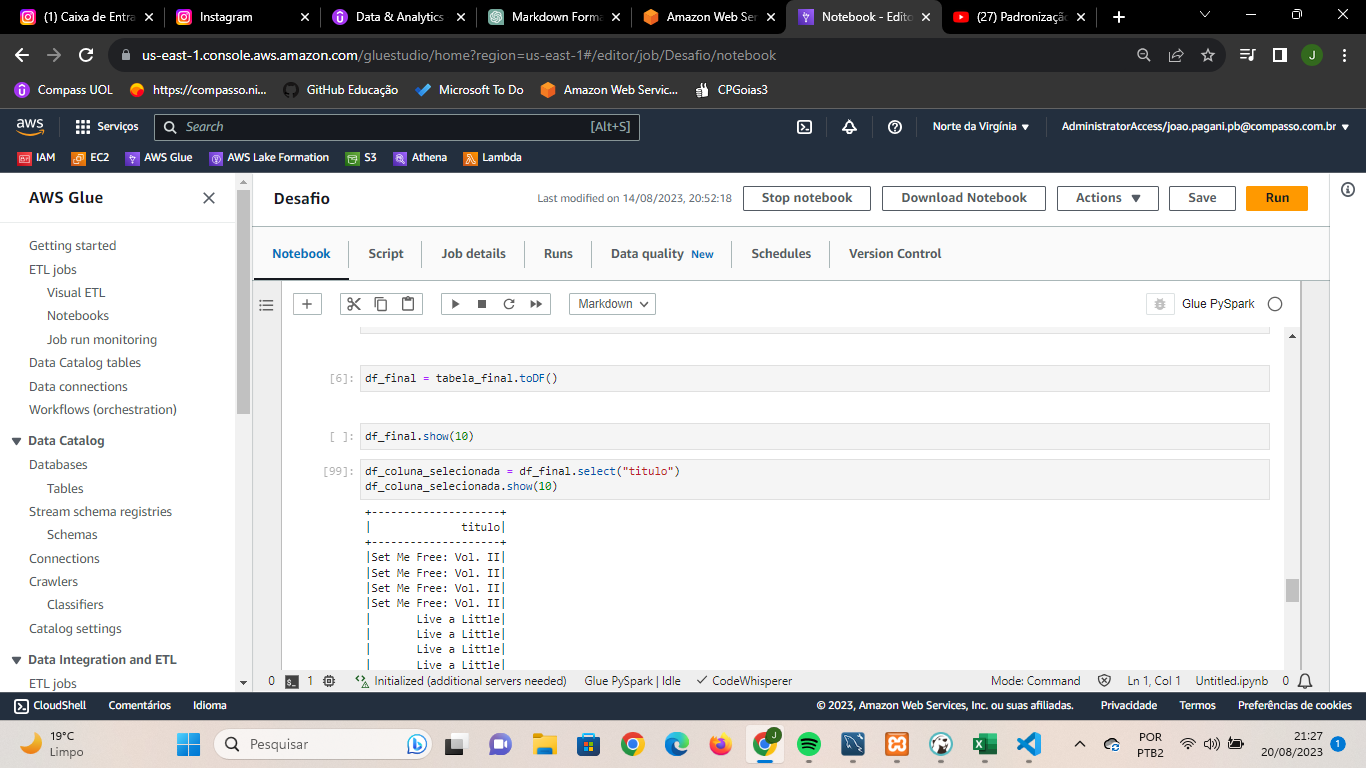 (1) Caixa de Entra
Instagram
Data & Analytics
Markdown Forma
Amazon Web Ser
Notebook - Edito
(27) Padronização
us-east-1.console.aws.amazon.com/gluestudio/home?region=us-east-1#/editor/job/Desafio/notebook
J
Compass UOL
https://compasso.ni...
GitHub Educação
Microsoft To Do
Amazon Web Servic...
CPGoias3
aws
Serviços
Search
[Alt+S]
Norte da Virgínia
AdministratorAccess/joao.pagani.pb@compasso.com.br
IAM
EC2
AWS Glue
AWS Lake Formation
S3
Athena
Lambda
AWS Glue
Getting started
ETL jobs
Visual ETL
Notebooks
Job run monitoring
Data Catalog tables
Data connections
Workflows (orchestration)
Data Catalog
Databases
Tables
Stream schema registries
Schemas
Connections
Crawlers
Classifiers
Catalog settings
Data Integration and ETL
ETL jobs
Desafio
Last modified on 14/08/2023, 20:52:18
Stop notebook
Download Notebook
Actions
Save
Run
Notebook
Script
Job details
Runs
Data quality New
Schedules
Version Control
Markdown
Glue PySpark
[6]: df_final = tabela_final.toDF()
[ ]: df_final.show(10)
[99]: df_coluna_selecionada = df_final.select("titulo")
df_coluna_selecionada.show(10)
+--------------------+
|              titulo|
+--------------------+
|Set Me Free: Vol. II|
|Set Me Free: Vol. II|
|Set Me Free: Vol. II|
|Set Me Free: Vol. II|
|       Live a Little|
|       Live a Little|
|       Live a Little|
|       Live a Little|
0
1
Initialized (additional servers needed)
Glue PySpark | Idle
CodeWhisperer
Mode: Command
Ln 1, Col 1
Untitled.ipynb
0
CloudShell
Comentários
Idioma
© 2023, Amazon Web Services, Inc. ou suas afiliadas.
Privacidade
Termos
Preferências de cookies
19°C
Limpo
Pesquisar
J
POR
PTB2
21:27
20/08/2023
1